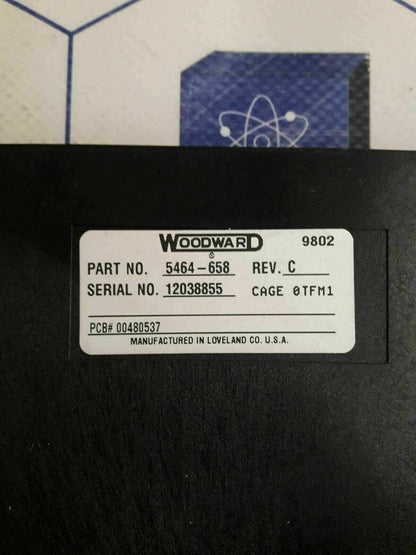 WOODWARD 9802
PART NO. 5464-658 REV. C
SERIAL NO. 12038855 CAGE 0TFM1
PCB# 00480537
MANUFACTURED IN LOVELAND CO. U.S.A.